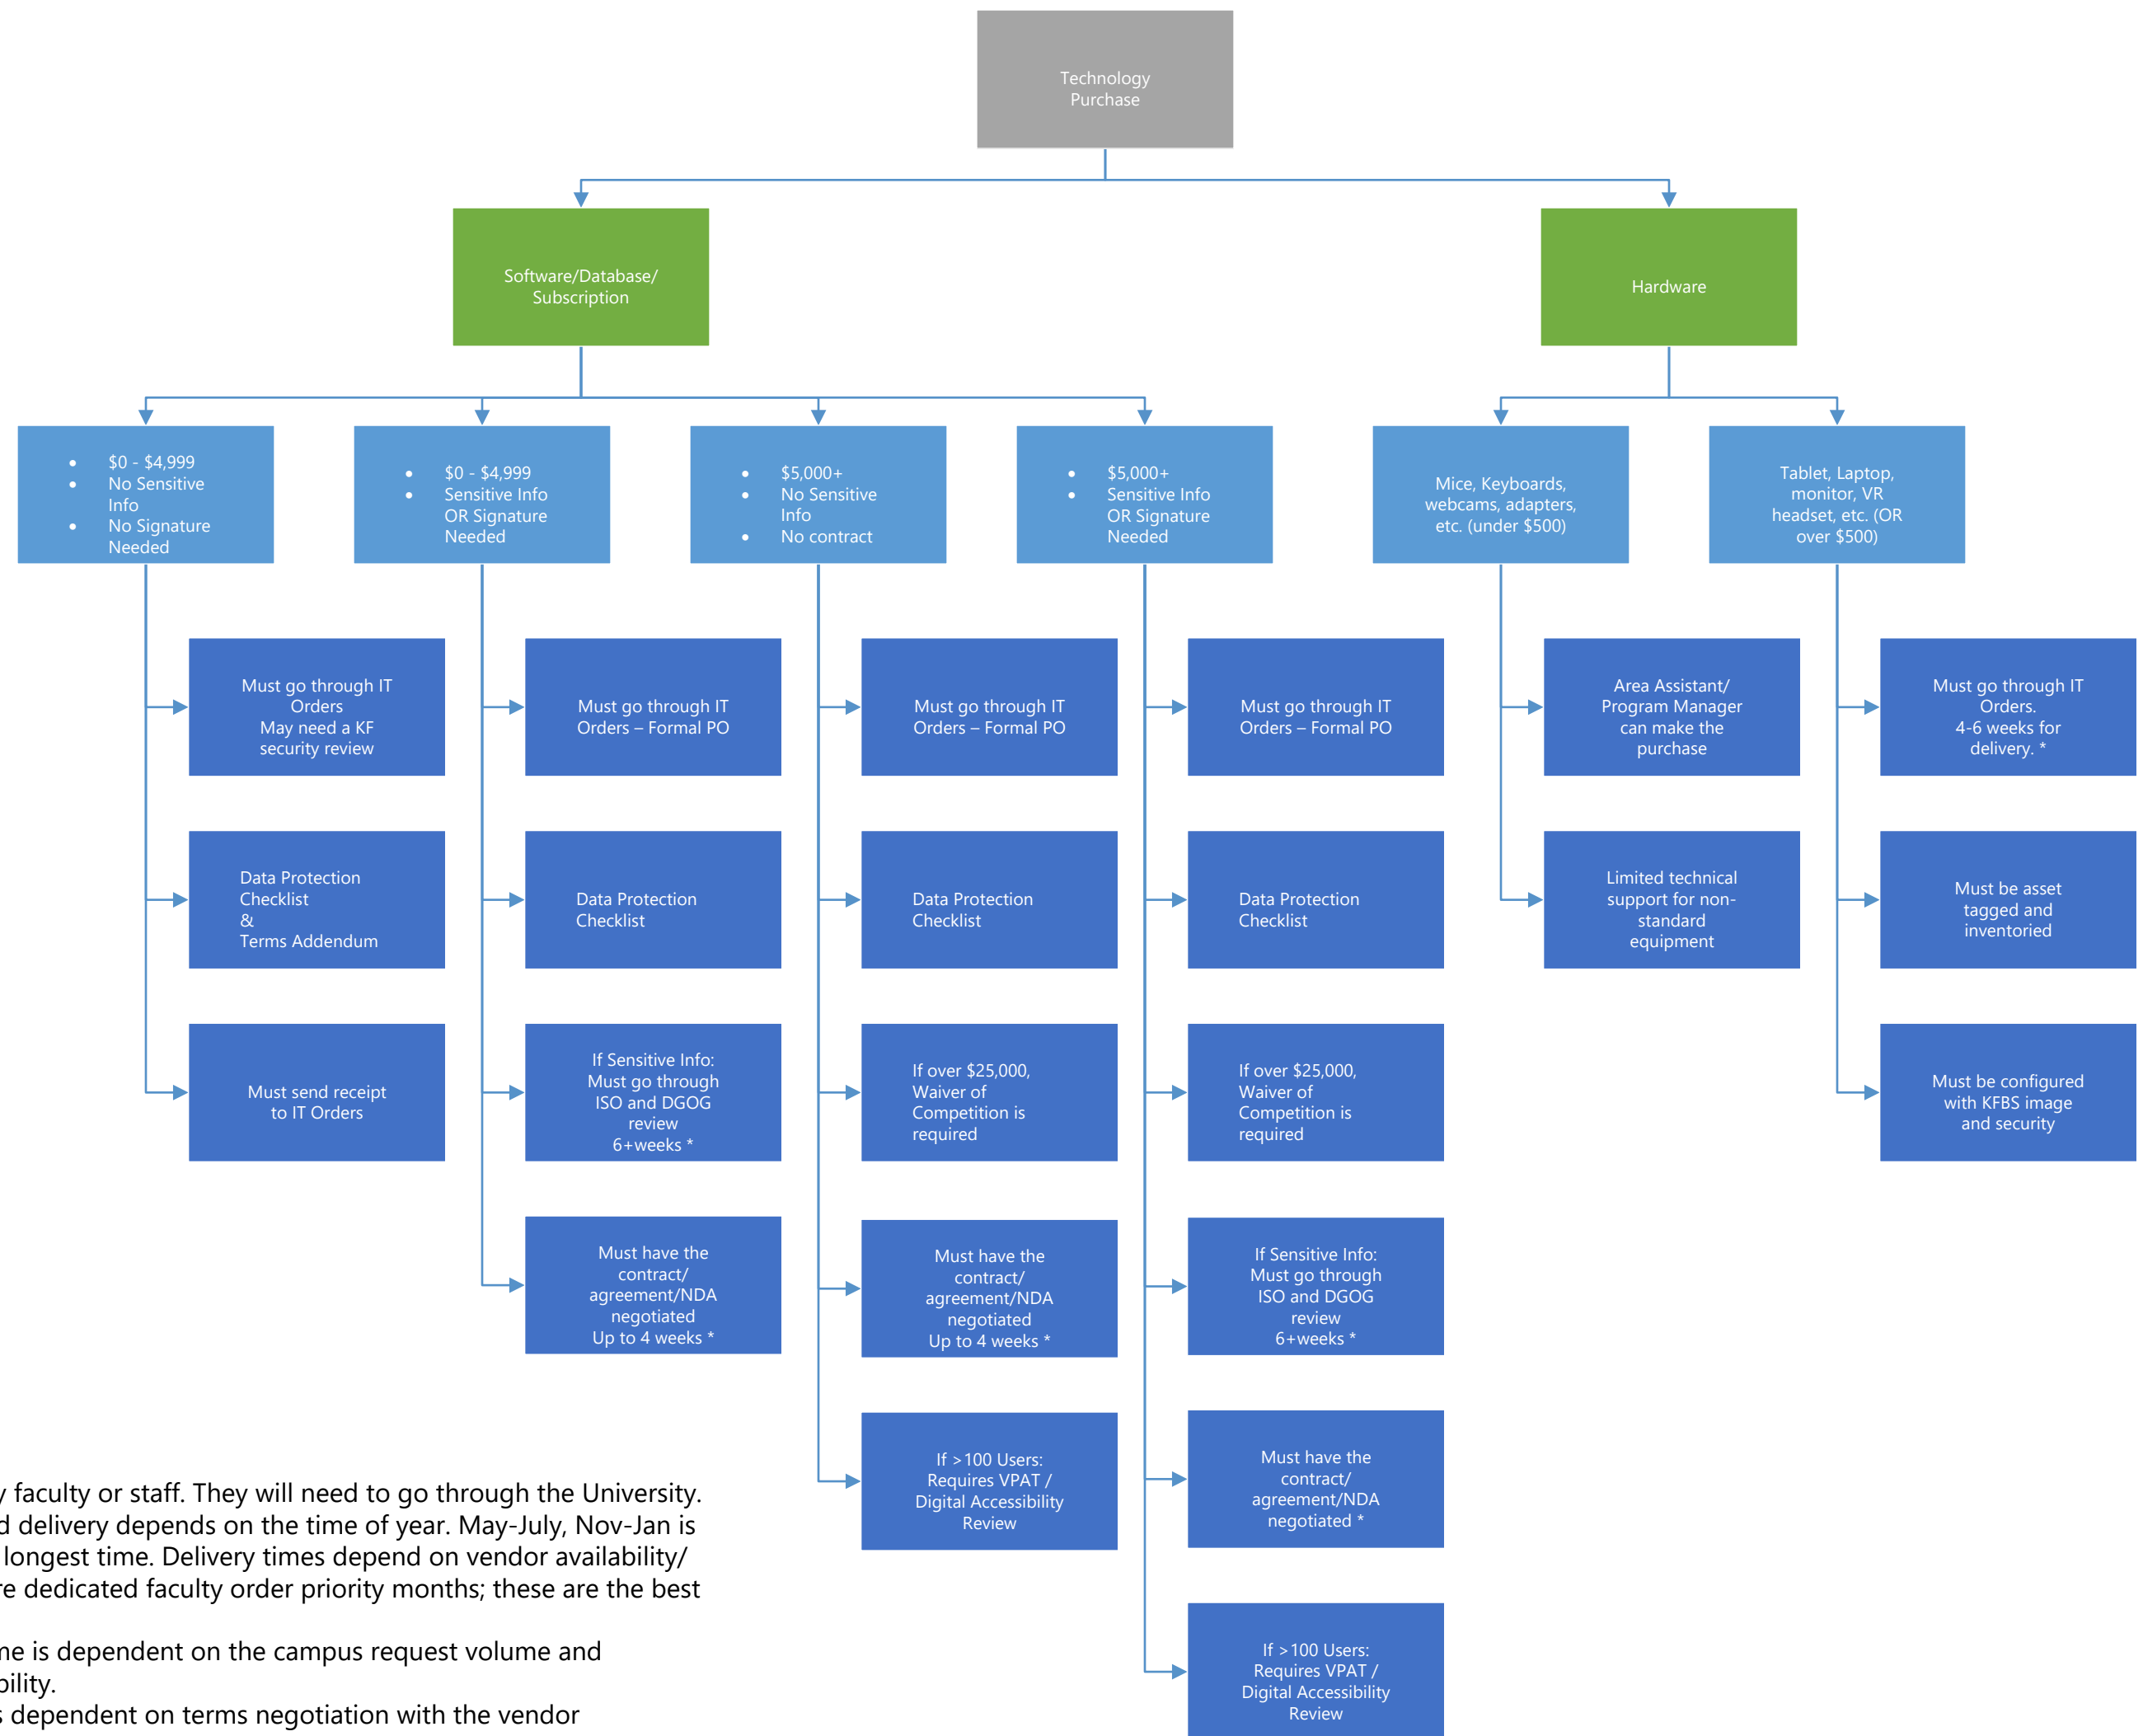 Technology
Purchase
Software/Database/
Subscription
Hardware
• $0 - $4,999
• No Sensitive
Info
• No Signature
Needed
• $0 - $4,999
• Sensitive Info
OR Signature
Needed
• $5,000+
• No Sensitive
Info
• No contract
• $5,000+
• Sensitive Info
OR Signature
Needed
Mice, Keyboards,
webcams, adapters,
etc. (under $500)
Tablet, Laptop,
monitor, VR
headset, etc. (OR
over $500)
Must go through IT
Orders
May need a KF
security review
Must go through IT
Orders – Formal PO
Must go through IT
Orders – Formal PO
Must go through IT
Orders – Formal PO
Area Assistant/
Program Manager
can make the
purchase
Must go through IT
Orders.
4-6 weeks for
delivery. *
Data Protection
Checklist
&
Terms Addendum
Data Protection
Checklist
Data Protection
Checklist
Data Protection
Checklist
Limited technical
support for non-
standard
equipment
Must be asset
tagged and
inventoried
Must send receipt
to IT Orders
If Sensitive Info:
Must go through
ISO and DGOG
review
6+weeks *
If over $25,000,
Waiver of
Competition is
required
If over $25,000,
Waiver of
Competition is
required
Must be configured
with KFBS image
and security
Must have the
contract/
agreement/NDA
negotiated
Up to 4 weeks *
Must have the
contract/
agreement/NDA
negotiated
Up to 4 weeks *
If Sensitive Info:
Must go through
ISO and DGOG
review
6+weeks *
If >100 Users:
Requires VPAT /
Digital Accessibility
Review
Must have the
contract/
agreement/NDA
negotiated *
If >100 Users:
Requires VPAT /
Digital Accessibility
Review
faculty or staff. They will need to go through the University.
delivery depends on the time of year. May-July, Nov-Jan is
longest time. Delivery times depend on vendor availability/
dedicated faculty order priority months; these are the best
is dependent on the campus request volume and
dependent on terms negotiation with the vendor